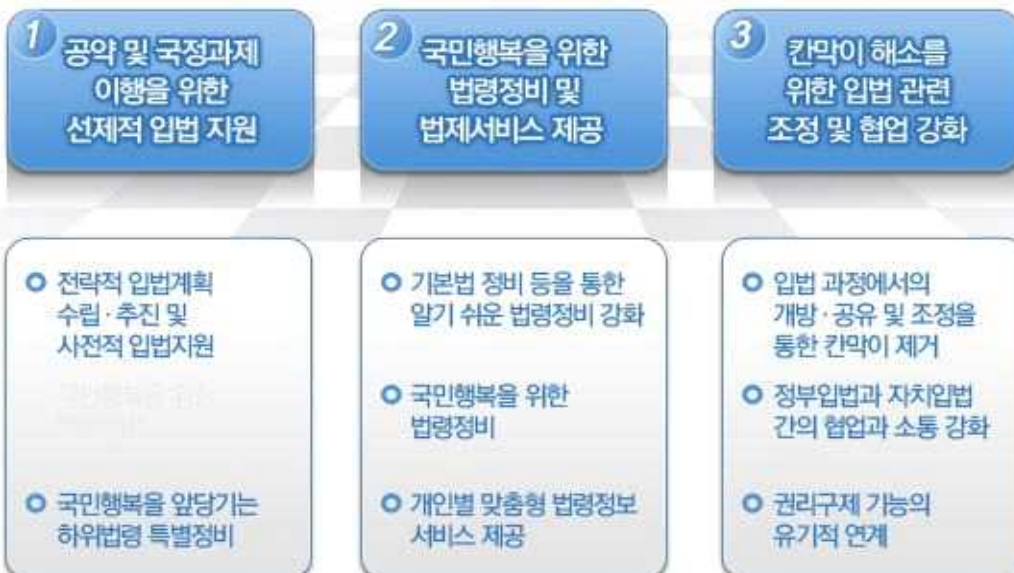 1
공약 및 국정과제
이행을 위한
선제적 입법 지원
2
국민행복을 위한
법령정비 및
법제서비스 제공
3
칸막이 해소를
위한 입법 관련
조정 및 협업 강화
전략적 입법계획
수립·추진 및
사전적 입법지원
국민행복을 앞당기는
하위법령 특별정비
기본법 정비 등을 통한
알기 쉬운 법령정비 강화
국민행복을 위한
법령정비
개인별 맞춤형 법령정보
서비스 제공
입법 과정에서의
개방·공유 및 조정을
통한 칸막이 제거
정부입법과 자치입법
간의 협업과 소통 강화
권리구제 기능의
유기적 연계